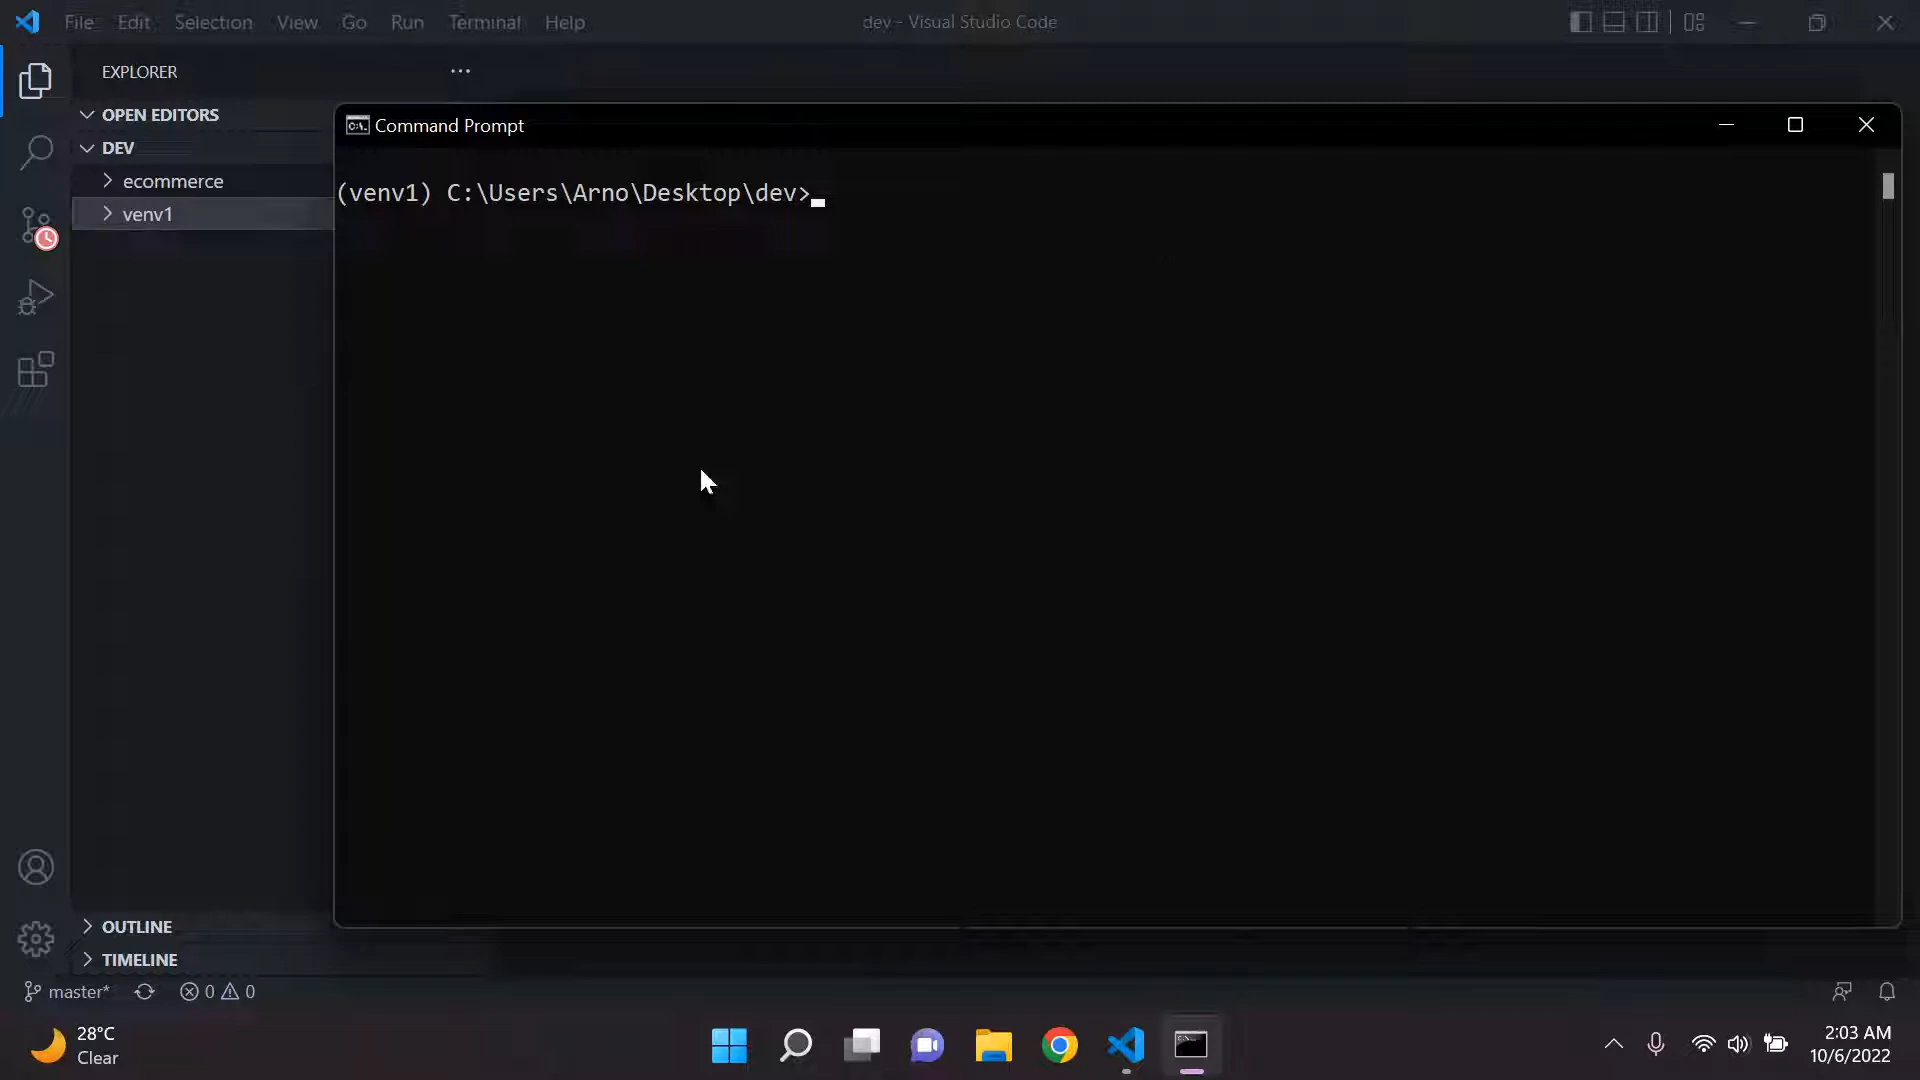 File Edit Selection View Go Run Terminal Help
dev - Visual Studio Code
EXPLORER
OPEN EDITORS
DEV
ecommerce
venv1
Command Prompt
(venv1) C:\Users\Arno\Desktop\dev>
OUTLINE
TIMELINE
master* 0 0
28°C
Clear
2:03 AM
10/6/2022